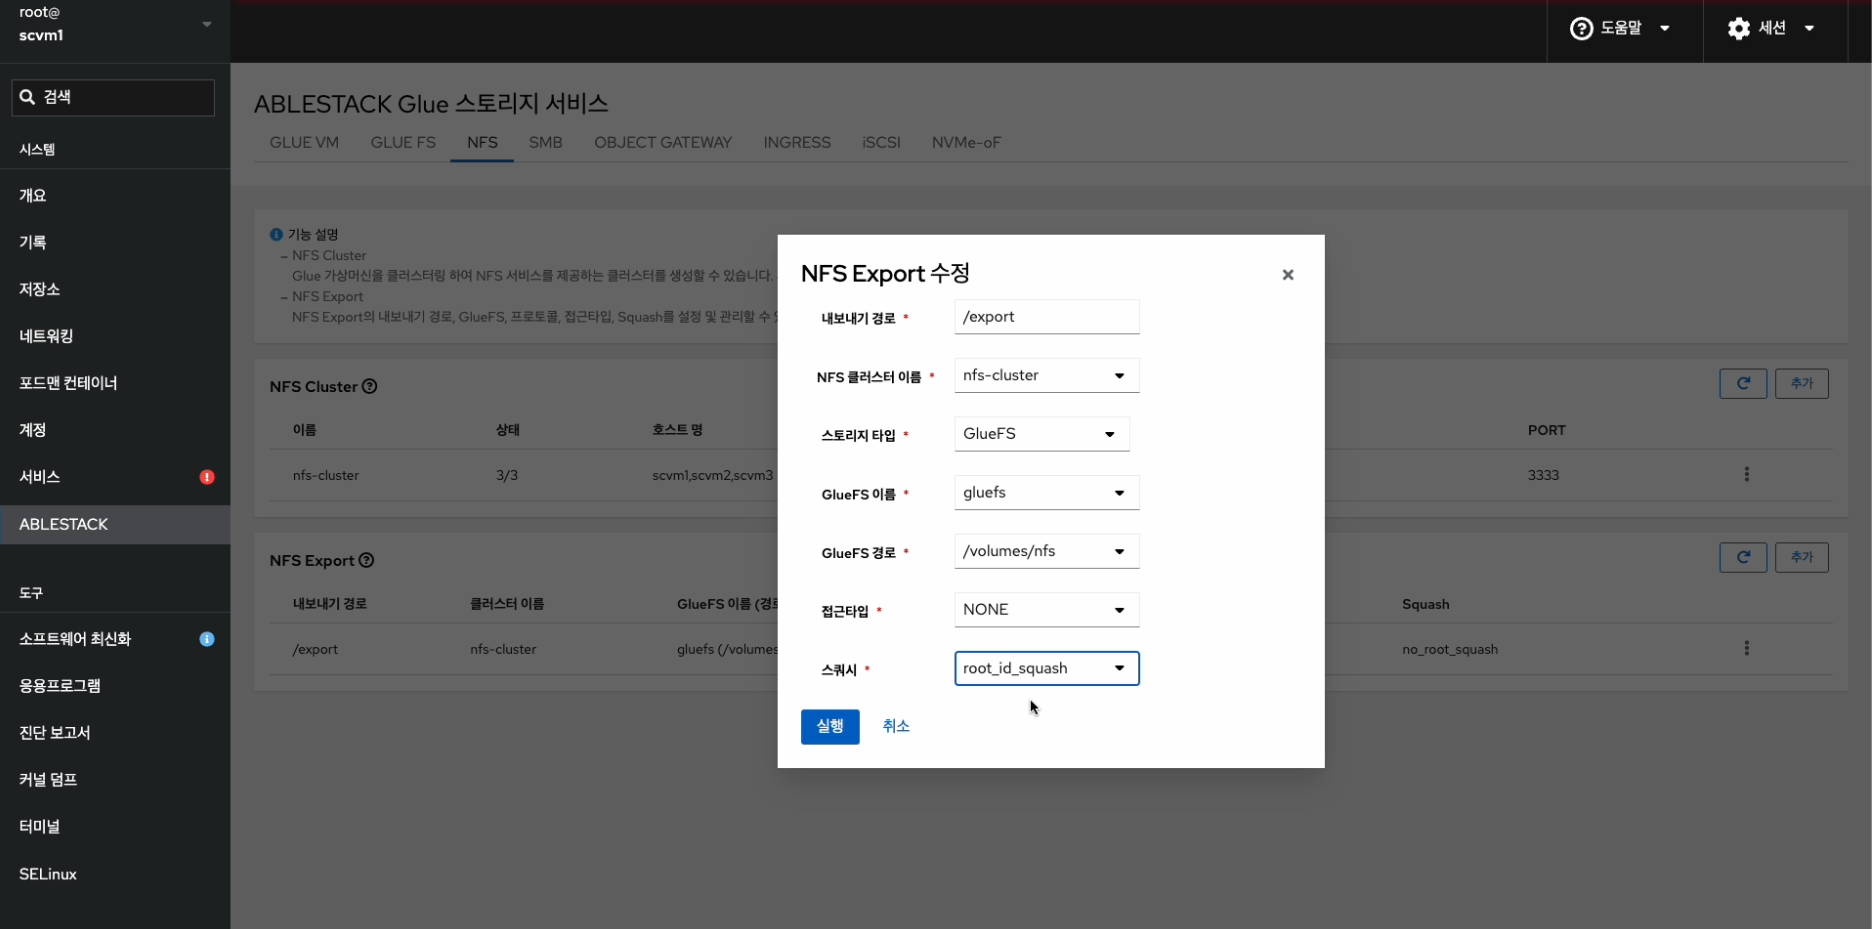 root@
scvm1
도움말
세션
검색
시스템
개요
기록
저장소
네트워킹
포드맨 컨테이너
계정
서비스
ABLESTACK
도구
소프트웨어 최신화
응용프로그램
진단 보고서
커널 덤프
터미널
SELinux
ABLESTACK Glue 스토리지 서비스
GLUE VM GLUE FS NFS SMB OBJECT GATEWAY INGRESS iSCSI NVMe-oF
기능 설명
– NFS Cluster
Glue 가상머신을 클러스터링 하여 NFS 서비스를 제공하는 클러스터를 생성할 수 있습니다.
– NFS Export
NFS Export의 내보내기 경로, GlueFS, 프로토콜, 접근타입, Squash를 설정 및 관리할 수
NFS Cluster
추가
이름 상태 호스트 명 PORT
nfs-cluster 3/3 scvm1,scvm2,scvm3 3333
NFS Export
추가
내보내기 경로 클러스터 이름 GlueFS 이름 (경로 Squash
/export nfs-cluster gluefs (/volumes no_root_squash
NFS Export 수정
내보내기 경로 * /export
NFS 클러스터 이름 * nfs-cluster
스토리지 타입 * GlueFS
GlueFS 이름 * gluefs
GlueFS 경로 * /volumes/nfs
접근타입 * NONE
스쿼시 * root_id_squash
실행 취소